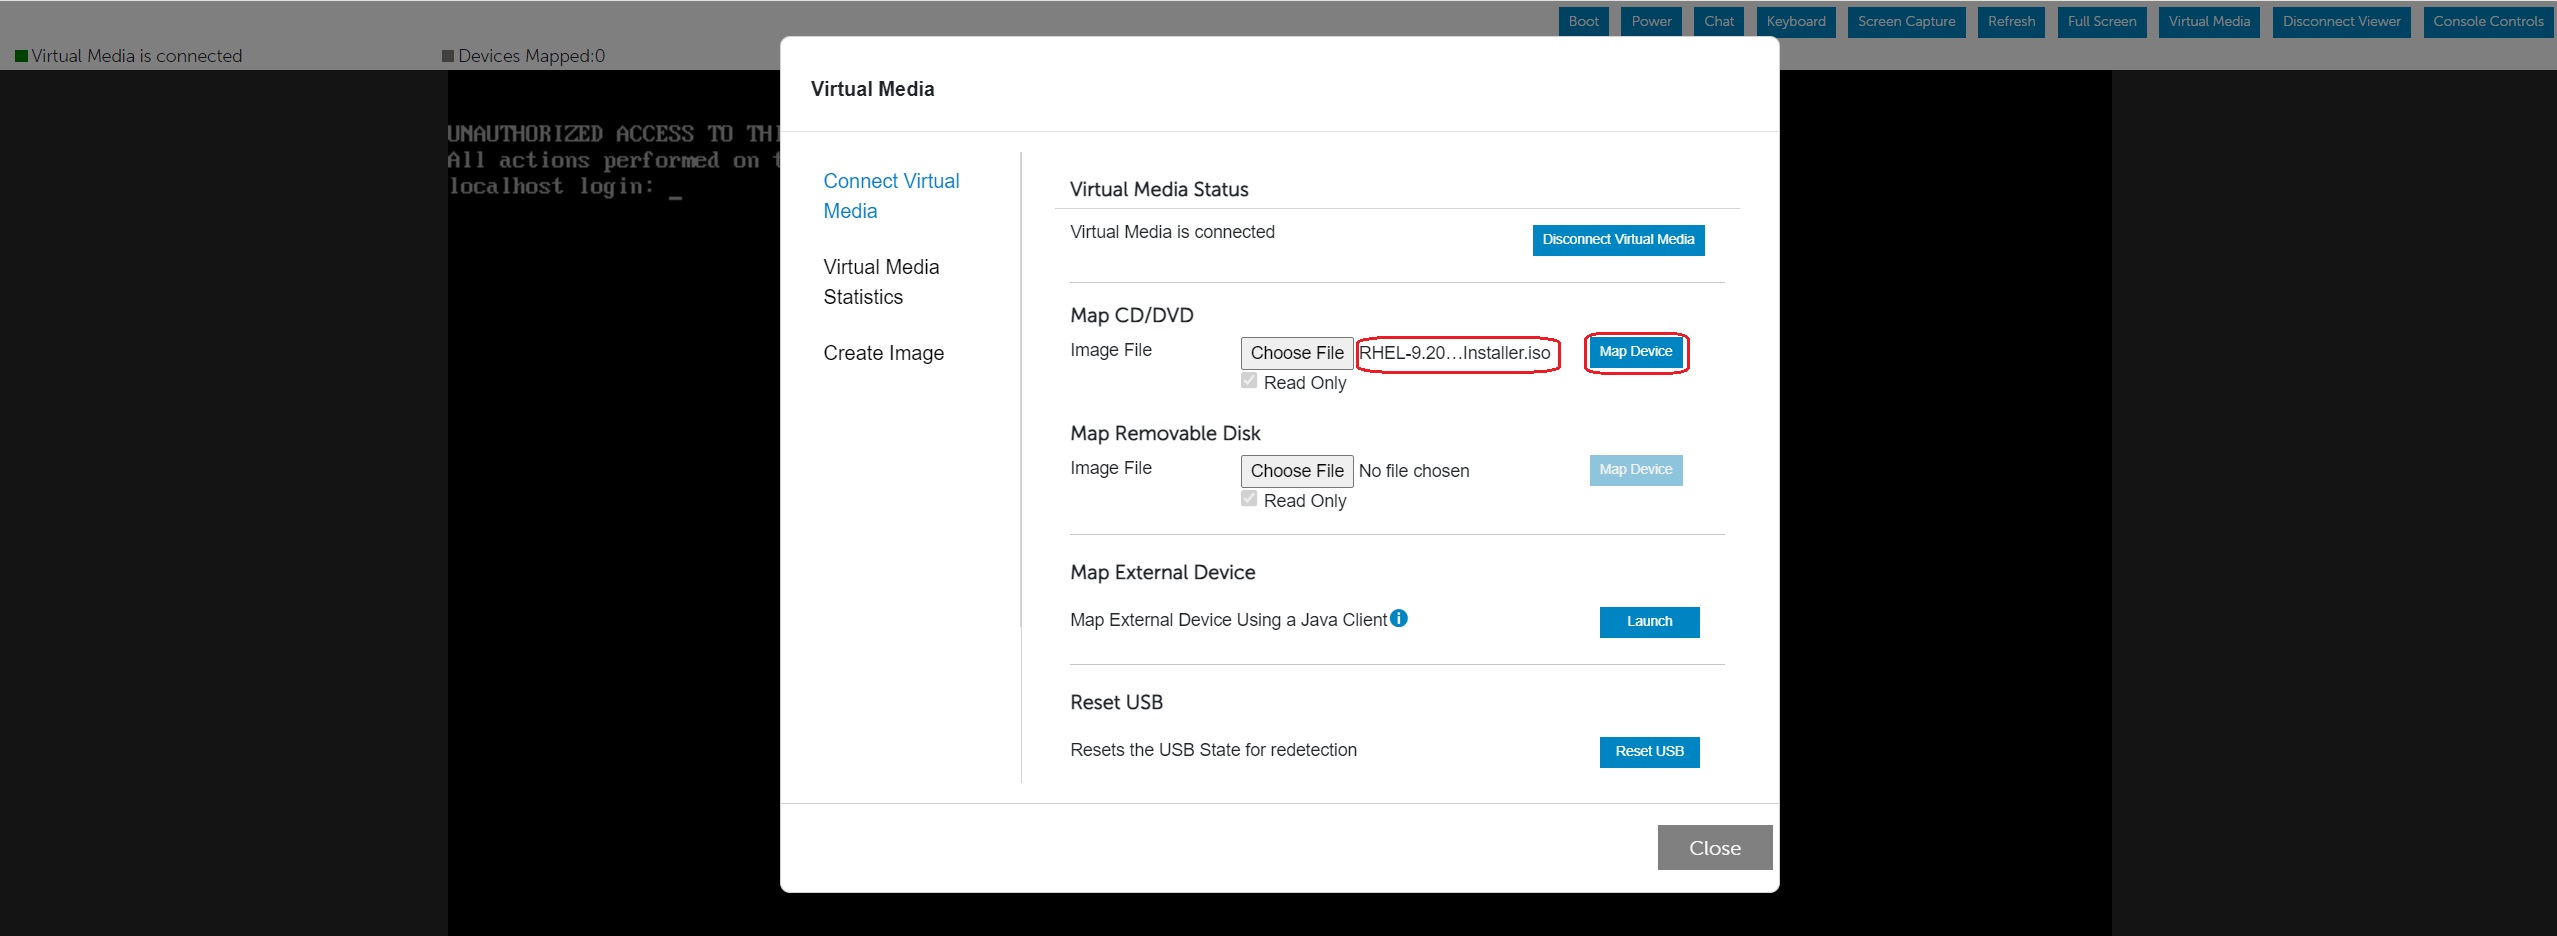 Boot Power Chat Keyboard Screen Capture Refresh Full Screen Virtual Media Disconnect Viewer Console Controls
Virtual Media is connected Devices Mapped:0
UNAUTHORIZED ACCESS TO
All actions performed on
localhost login: _
Virtual Media
Connect Virtual
Media
Virtual Media
Statistics
Create Image
Virtual Media Status
Virtual Media is connected Disconnect Virtual Media
Map CD/DVD
Image File Choose File RHEL-9.20...Installer.iso Map Device
Read Only
Map Removable Disk
Image File Choose File No file chosen Map Device
Read Only
Map External Device
Map External Device Using a Java Client Launch
Reset USB
Resets the USB State for redetection Reset USB
Close